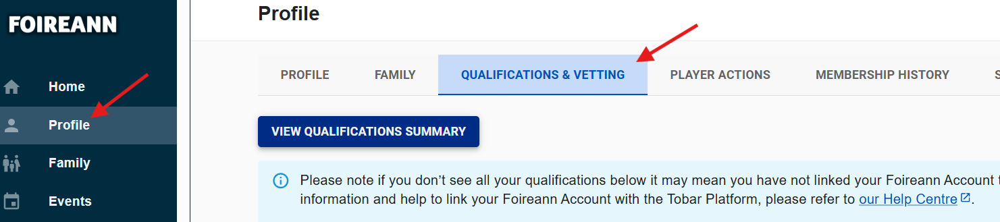 FOIREANN
Home
Profile
Family
Events
Profile
PROFILE FAMILY QUALIFICATIONS & VETTING PLAYER ACTIONS MEMBERSHIP HISTORY
VIEW QUALIFICATIONS SUMMARY
Please note if you don’t see all your qualifications below it may mean you have not linked your Foireann Account
information and help to link your Foireann Account with the Tobar Platform, please refer to our Help Centre.